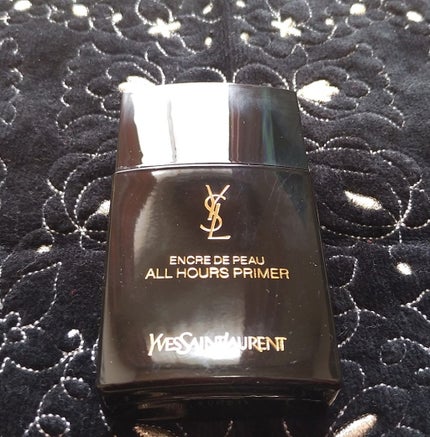 YSL
ENCRE DE PEAU
ALL HOURS PRIMER
YVESSAINTLAURENT